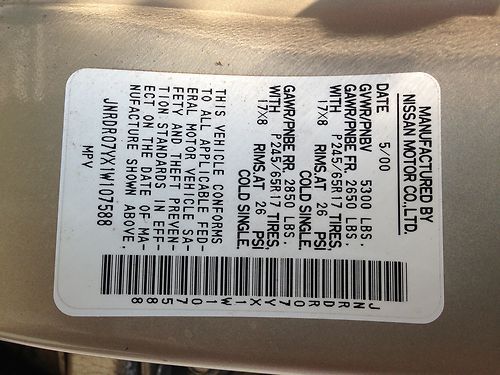 MANUFACTURED BY
NISSAN MOTOR CO.,LTD.
DATE 5/00
GVWR/PNBV 5300 LBS.
GAWR/PNBE FR. 2650 LBS.
WITH P245/65R17 TIRES,
17X8 RIMS,AT 26 PSI
COLD SINGLE.
GAWR/PNBE RR. 2850 LBS.
WITH P245/65R17 TIRES,
17X8 RIMS,AT 26 PSI
COLD SINGLE.
THIS VEHICLE CONFORMS
TO ALL APPLICABLE FED-
ERAL MOTOR VEHICLE SA-
FETY AND THEFT PREVEN-
TION STANDARDS IN EFF-
ECT ON THE DATE OF MA-
NUFACTURE SHOWN ABOVE.
JNRDR07YX1W107588
MPV
JNRDR07YX1W107588